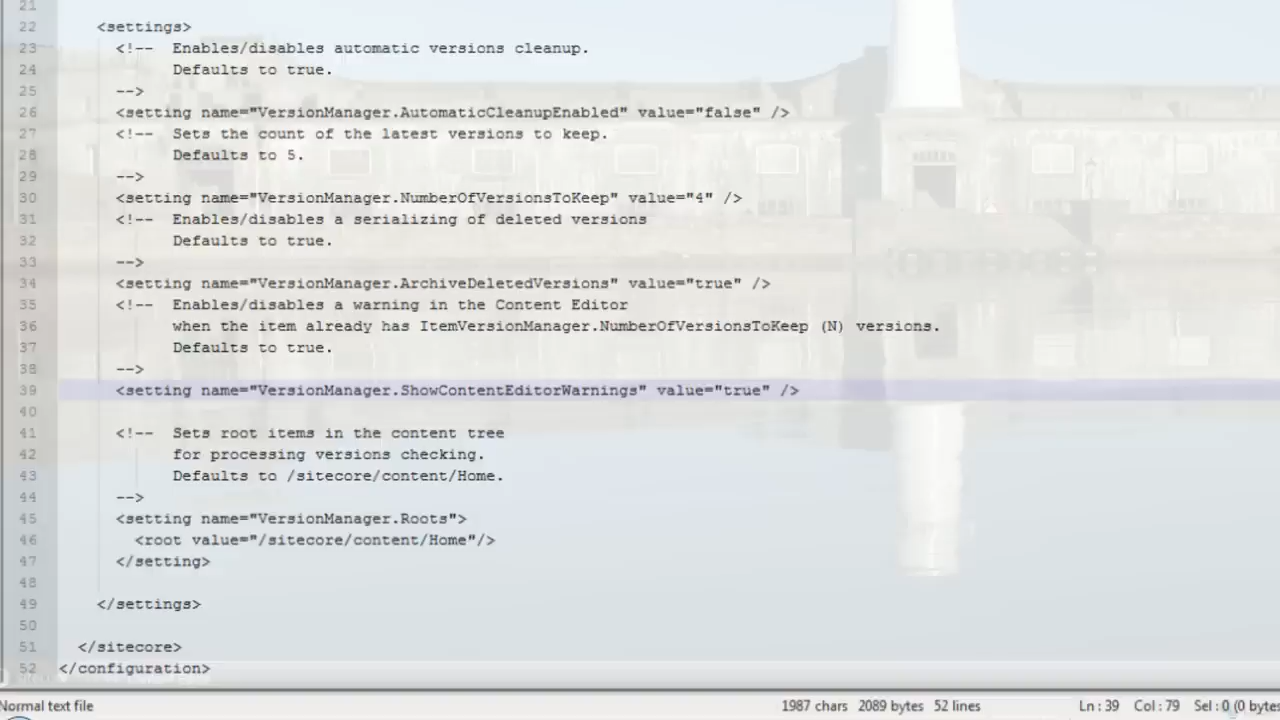 21
22 <settings>
23 <!-- Enables/disables automatic versions cleanup.
24 Defaults to true.
25 -->
26 <setting name="VersionManager.AutomaticCleanupEnabled" value="false" />
27 <!-- Sets the count of the latest versions to keep.
28 Defaults to 5.
29 -->
30 <setting name="VersionManager.NumberOfVersionsToKeep" value="4" />
31 <!-- Enables/disables a serializing of deleted versions
32 Defaults to true.
33 -->
34 <setting name="VersionManager.ArchiveDeletedVersions" value="true" />
35 <!-- Enables/disables a warning in the Content Editor
36 when the item already has ItemVersionManager.NumberOfVersionsToKeep (N) versions.
37 Defaults to true.
38 -->
39 <setting name="VersionManager.ShowContentEditorWarnings" value="true" />
40
41 <!-- Sets root items in the content tree
42 for processing versions checking.
43 Defaults to /sitecore/content/Home.
44 -->
45 <setting name="VersionManager.Roots">
46 <root value="/sitecore/content/Home"/>
47 </setting>
48
49 </settings>
50
51 </sitecore>
52 </configuration>
Normal text file 1987 chars 2089 bytes 52 lines Ln : 39 Col : 79 Sel : 0 (0 bytes